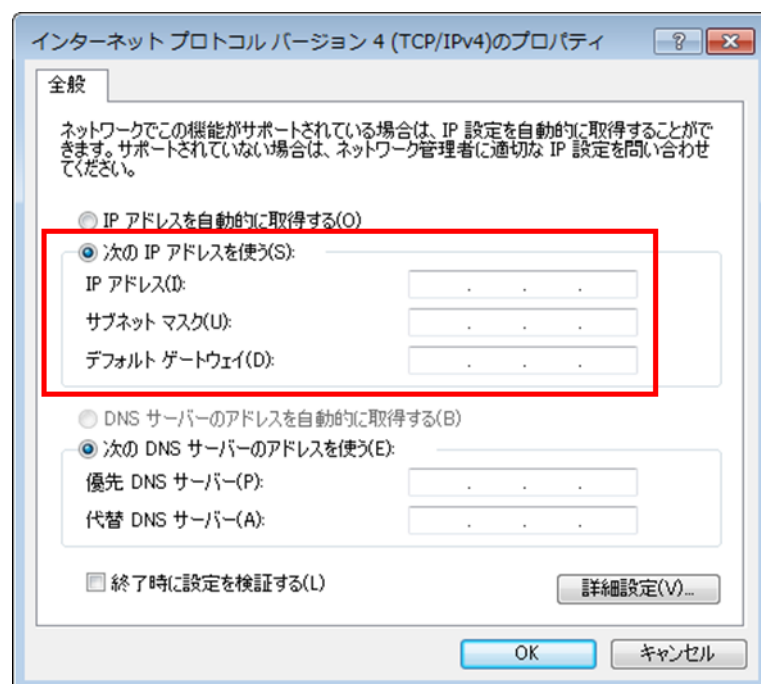 インターネット プロトコル バージョン 4 (TCP/IPv4)のプロパティ
全般
ネットワークでこの機能がサポートされている場合は、IP 設定を自動的に取得することがで
きます。サポートされていない場合は、ネットワーク管理者に適切な IP 設定を問い合わせ
てください。
IP アドレスを自動的に取得する(O)
次の IP アドレスを使う(S):
IP アドレス(I):
サブネット マスク(U):
デフォルト ゲートウェイ(D):
DNS サーバーのアドレスを自動的に取得する(B)
次の DNS サーバーのアドレスを使う(E):
優先 DNS サーバー(P):
代替 DNS サーバー(A):
終了時に設定を検証する(L)
詳細設定(V)...
OK
キャンセル